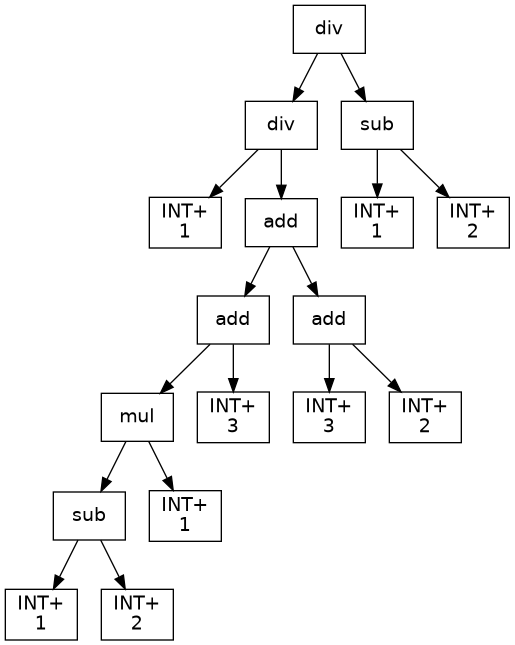 div
div
sub
INT+
1
add
INT+
1
INT+
2
add
add
mul
INT+
3
INT+
3
INT+
2
sub
INT+
1
INT+
1
INT+
2